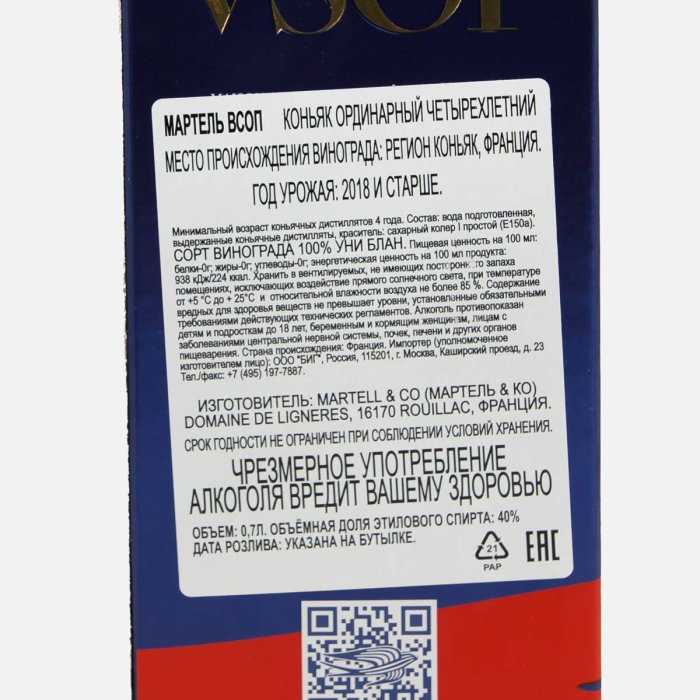 VSOP
МАРТЕЛЬ ВСОП КОНЬЯК ОРДИНАРНЫЙ ЧЕТЫРЕХЛЕТНИЙ
МЕСТО ПРОИСХОЖДЕНИЯ ВИНОГРАДА: РЕГИОН КОНЬЯК, ФРАНЦИЯ.
ГОД УРОЖАЯ: 2018 И СТАРШЕ.
Минимальный возраст коньячных дистиллятов 4 года. Состав: вода подготовленная,
выдержанные коньячные дистилляты, краситель: сахарный колер I простой (Е150а).
СОРТ ВИНОГРАДА 100% УНИ БЛАН. Пищевая ценность на 100 мл:
белки-0г; жиры-0г; углеводы-0г; энергетическая ценность на 100 мл продукта:
938 кДж/224 ккал. Хранить в вентилируемых, не имеющих постороннего запаха
помещениях, исключающих воздействие прямого солнечного света, при температуре
от +5 °С до + 25°С и относительной влажности воздуха не более 85 %. Содержание
вредных для здоровья веществ не превышает уровни, установленные обязательными
требованиями действующих технических регламентов. Алкоголь противопоказан
детям и подросткам до 18 лет, беременным и кормящим женщинам, лицам с
заболеваниями центральной нервной системы, почек, печени и других органов
пищеварения. Страна происхождения: Франция. Импортер (уполномоченное
изготовителем лицо): ООО "БИГ", Россия, 115201, г. Москва, Каширский проезд, д. 23
Тел./факс: +7 (495) 197-7887.
ИЗГОТОВИТЕЛЬ: MARTELL & CO (МАРТЕЛЬ & КО)
DOMAINE DE LIGNERES, 16170 ROUILLAC, ФРАНЦИЯ.
СРОК ГОДНОСТИ НЕ ОГРАНИЧЕН ПРИ СОБЛЮДЕНИИ УСЛОВИЙ ХРАНЕНИЯ.
ЧРЕЗМЕРНОЕ УПОТРЕБЛЕНИЕ
АЛКОГОЛЯ ВРЕДИТ ВАШЕМУ ЗДОРОВЬЮ
ОБЪЕМ: 0,7Л. ОБЪЁМНАЯ ДОЛЯ ЭТИЛОВОГО СПИРТА: 40%
ДАТА РОЗЛИВА: УКАЗАНА НА БУТЫЛКЕ.
21
PAP
EAC